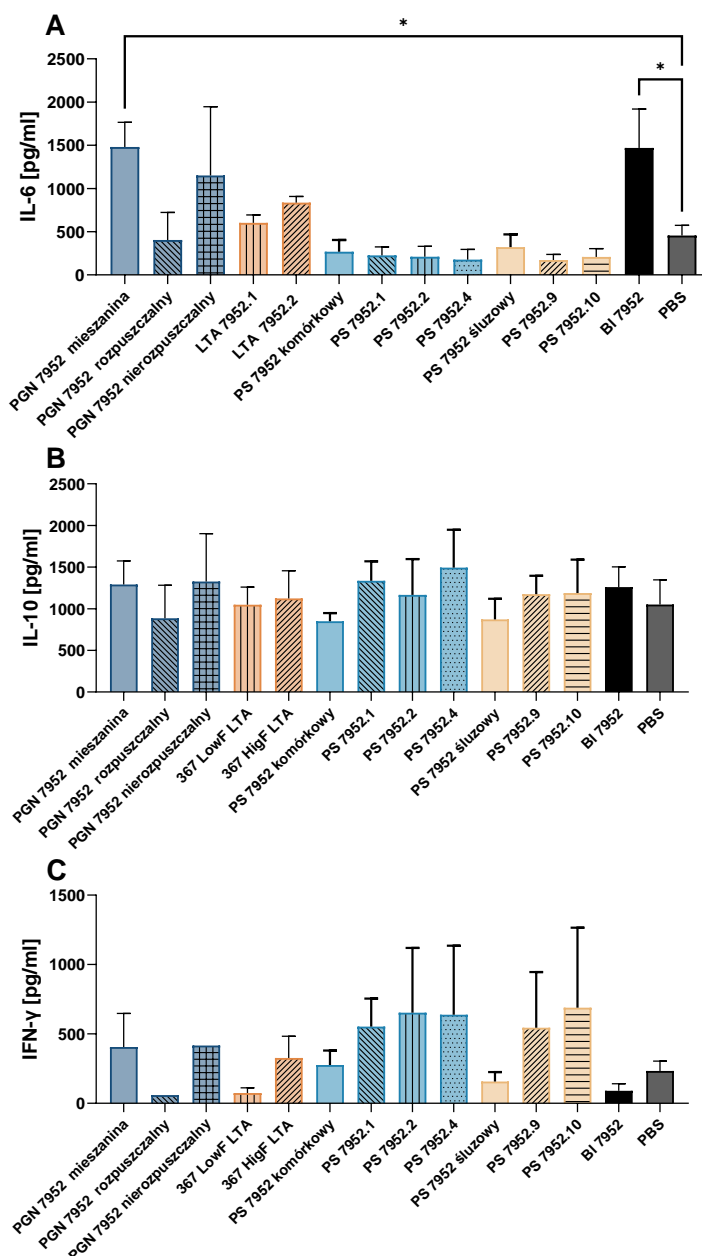 A
*
*
IL-6 [pg/ml]
2500
2000
1500
1000
500
0
PGN 7952 mieszanina
PGN 7952 rozpuszczalny
PGN 7952 nierozpuszczalny
LTA 7952.1
LTA 7952.2
PS 7952 komórkowy
PS 7952.1
PS 7952.2
PS 7952.4
PS 7952 śluzowy
PS 7952.9
PS 7952.10
BI 7952
PBS
B
IL-10 [pg/ml]
2500
2000
1500
1000
500
0
PGN 7952 mieszanina
PGN 7952 rozpuszczalny
PGN 7952 nierozpuszczalny
367 LowF LTA
367 HigF LTA
PS 7952 komórkowy
PS 7952.1
PS 7952.2
PS 7952.4
PS 7952 śluzowy
PS 7952.9
PS 7952.10
BI 7952
PBS
C
IFN-γ [pg/ml]
1500
1000
500
0
PGN 7952 mieszanina
PGN 7952 rozpuszczalny
PGN 7952 nierozpuszczalny
367 LowF LTA
367 HigF LTA
PS 7952 komórkowy
PS 7952.1
PS 7952.2
PS 7952.4
PS 7952 śluzowy
PS 7952.9
PS 7952.10
BI 7952
PBS